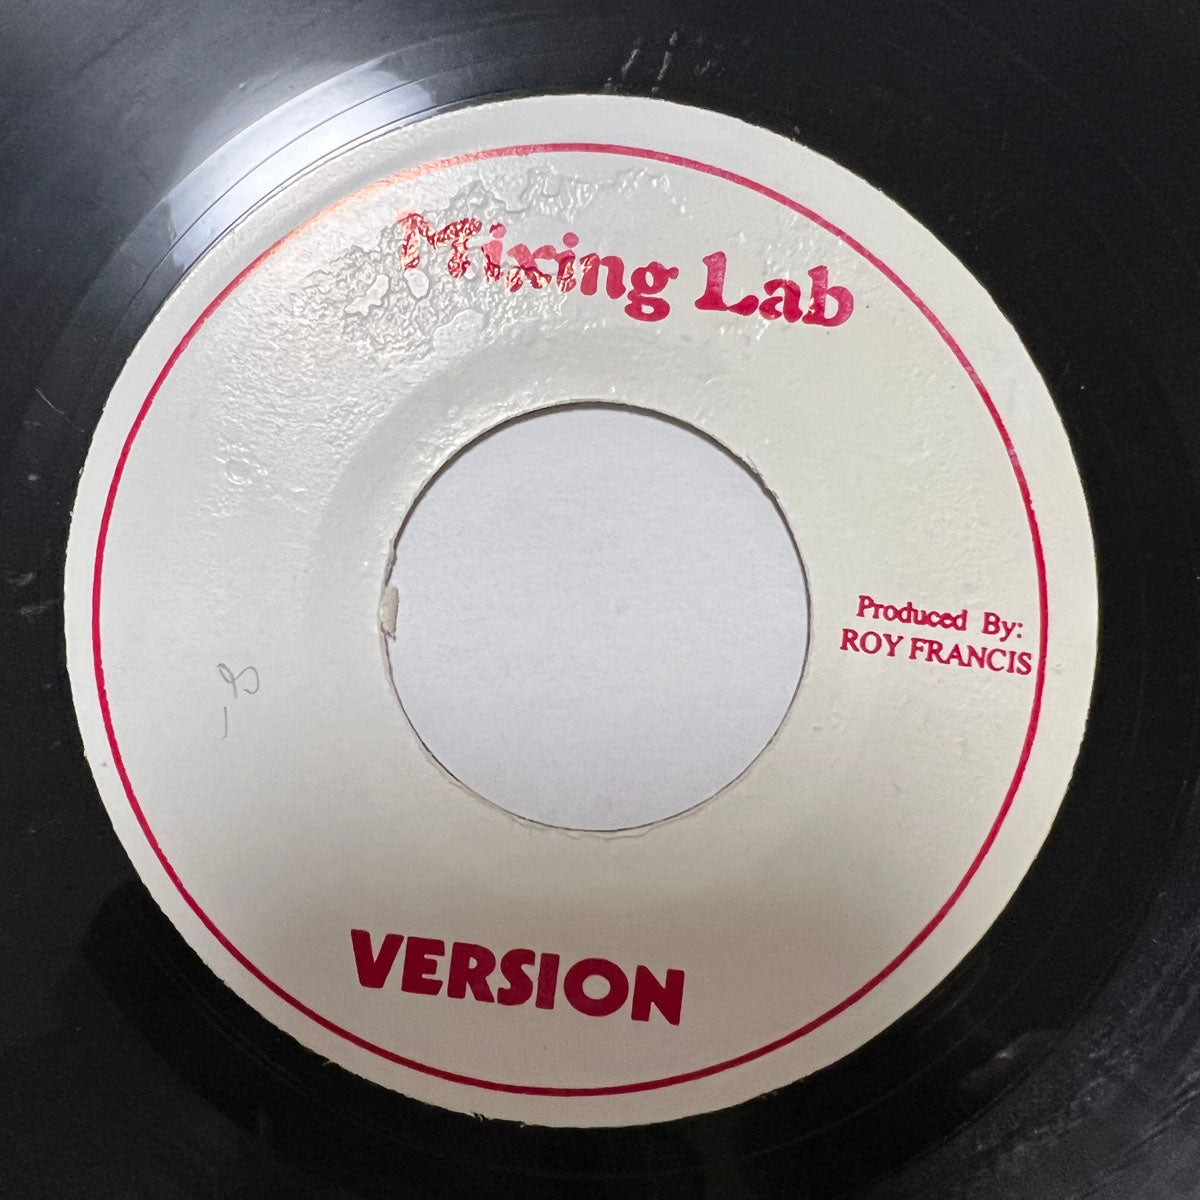 Mixing Lab
Produced By:
ROY FRANCIS
VERSION